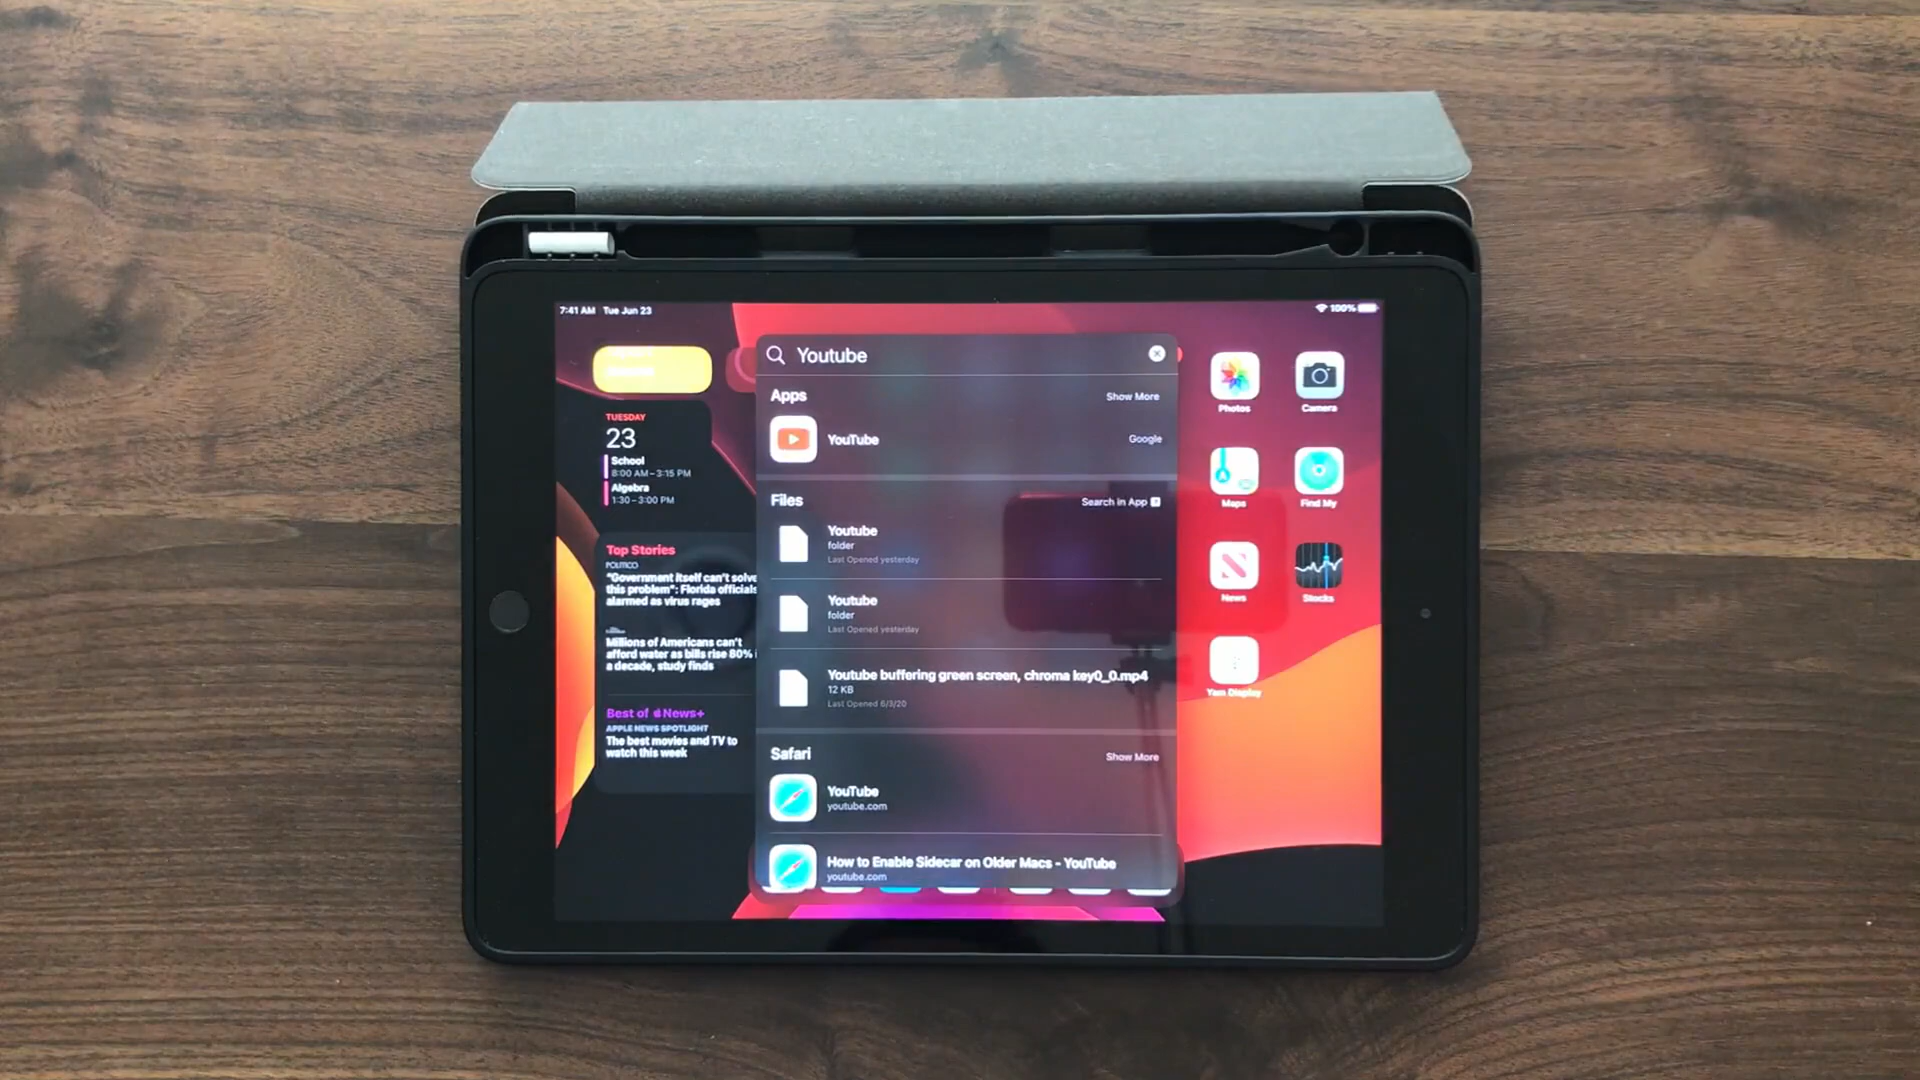 7:41 AM Tue Jun 23
100%
TUESDAY
23
School
8:00 AM–3:15 PM
Algebra
1:30–3:00 PM
Top Stories
POLITICO
"Government itself can't solve
this problem": Florida officials
alarmed as virus rages
Millions of Americans can't
afford water as bills rise 80%
a decade, study finds
Best of News+
APPLE NEWS SPOTLIGHT
The best movies and TV to
watch this week
Youtube
Apps
Show More
YouTube
Google
Files
Search in App
Youtube
folder
Last Opened yesterday
Youtube
folder
Last Opened yesterday
Youtube buffering green screen, chroma key0_0.mp4
12 KB
Last Opened 6/3/20
Safari
Show More
YouTube
youtube.com
How to Enable Sidecar on Older Macs - YouTube
youtube.com
Photos
Camera
Maps
Find My
News
Stocks
Yam Display